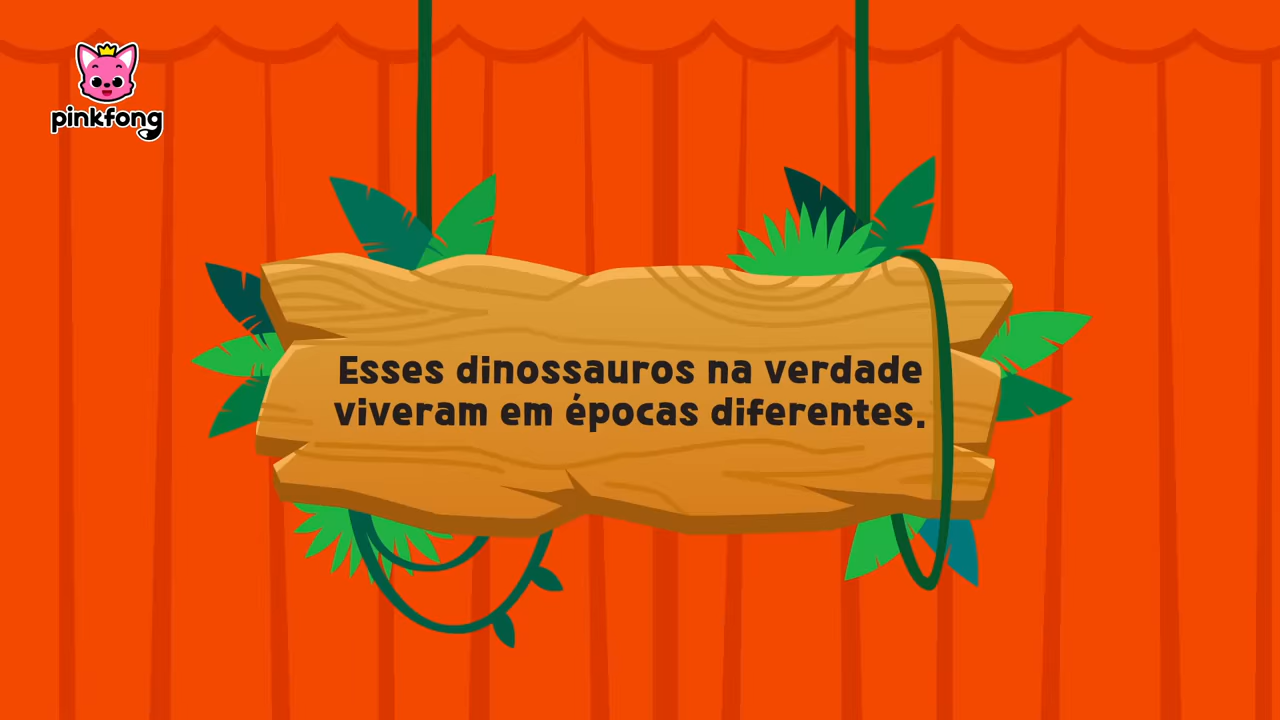 pinkfong
Esses dinossauros na verdade
viveram em épocas diferentes.